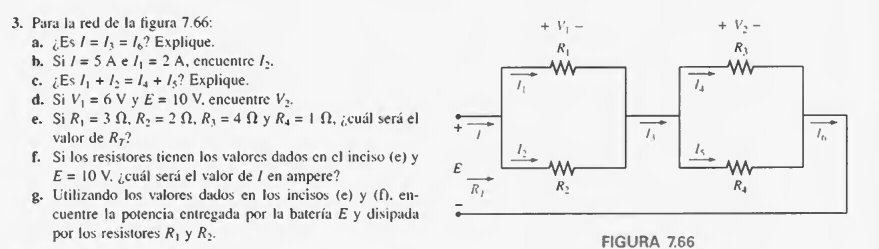 3. Para la red de la figura 7.66:
a. ¿Es I = I₃ = I₆? Explique.
b. Si I = 5 A e I₁ = 2 A, encuentre I₂.
c. ¿Es I₁ + I₂ = I₄ + I₅? Explique.
d. Si V₁ = 6 V y E = 10 V, encuentre V₂.
e. Si R₁ = 3 Ω, R₂ = 2 Ω, R₃ = 4 Ω y R₄ = 1 Ω, ¿cuál será el
valor de R_T?
f. Si los resistores tienen los valores dados en el inciso (e) y
E = 10 V, ¿cuál será el valor de I en ampere?
g. Utilizando los valores dados en los incisos (e) y (f), en-
cuentre la potencia entregada por la batería E y disipada
por los resistores R₁ y R₂.
+ V₁ − + V₂ −
R₁ R₃
I₁ I₄
+ I I₃ I₆
I₂ I₅
E
R_T R₂ R₄
−
FIGURA 7.66